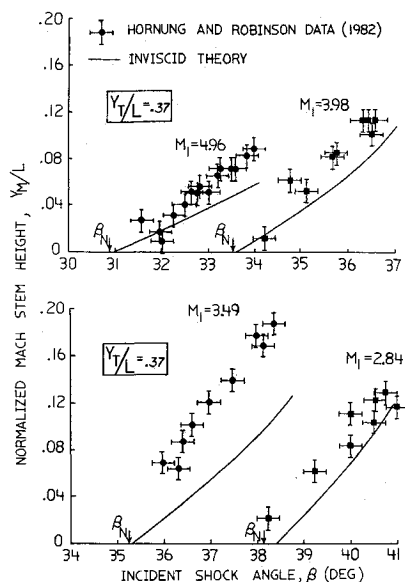 HORNUNG AND ROBINSON DATA (1982)
INVISCID THEORY
.20
.16
.12
.08
.04
0
Y_T/L = .37
M_1=4.96
M_1=3.98
β_N
β_N
30 31 32 33 34 35 36 37
NORMALIZED MACH STEM HEIGHT, Y_M/L
.20
.16
.12
.08
.04
0
Y_T/L = .37
M_1=3.49
M_1=2.84
β_N
β_N
34 35 36 37 38 39 40 41
INCIDENT SHOCK ANGLE, β (DEG)